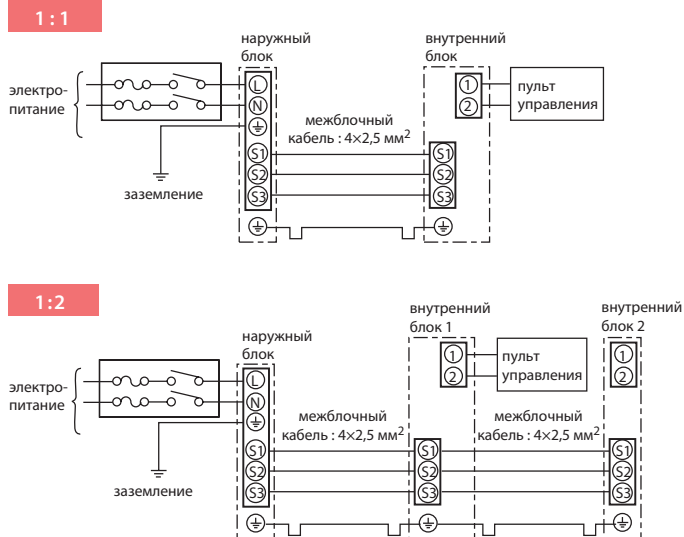 1:1
наружный
блок
внутренний
блок
электро-
питание
L
N
1
2
пульт
управления
межблочный
кабель : 4×2,5 мм²
S1
S2
S3
S1
S2
S3
заземление
1:2
наружный
блок
внутренний
блок 1
внутренний
блок 2
электро-
питание
L
N
1
2
пульт
управления
1
2
межблочный
кабель : 4×2,5 мм²
межблочный
кабель : 4×2,5 мм²
S1
S2
S3
S1
S2
S3
S1
S2
S3
заземление